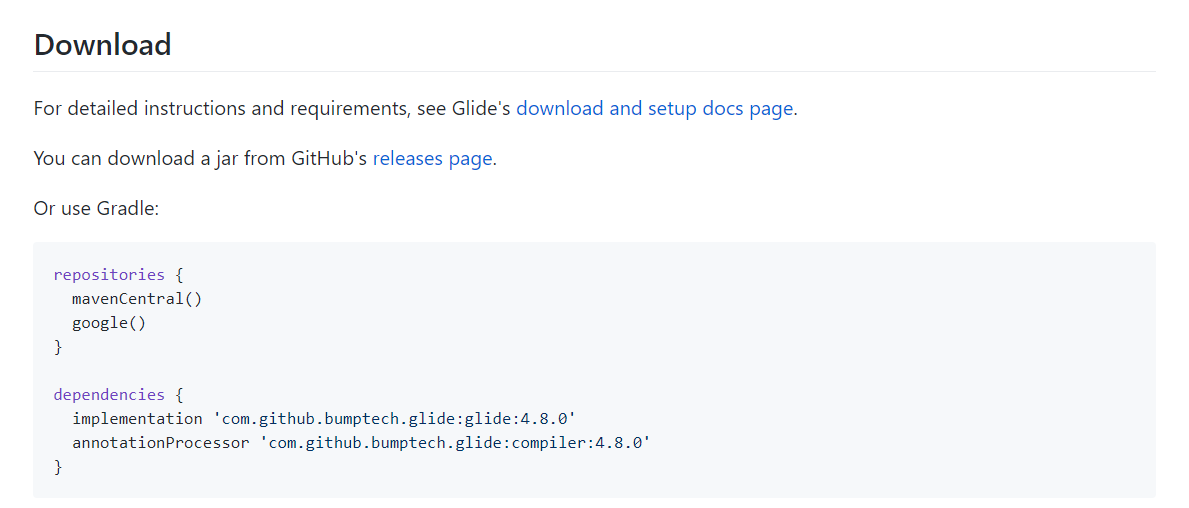 Download
For detailed instructions and requirements, see Glide's download and setup docs page.
You can download a jar from GitHub's releases page.
Or use Gradle:
repositories {
  mavenCentral()
  google()
}
dependencies {
  implementation 'com.github.bumptech.glide:glide:4.8.0'
  annotationProcessor 'com.github.bumptech.glide:compiler:4.8.0'
}